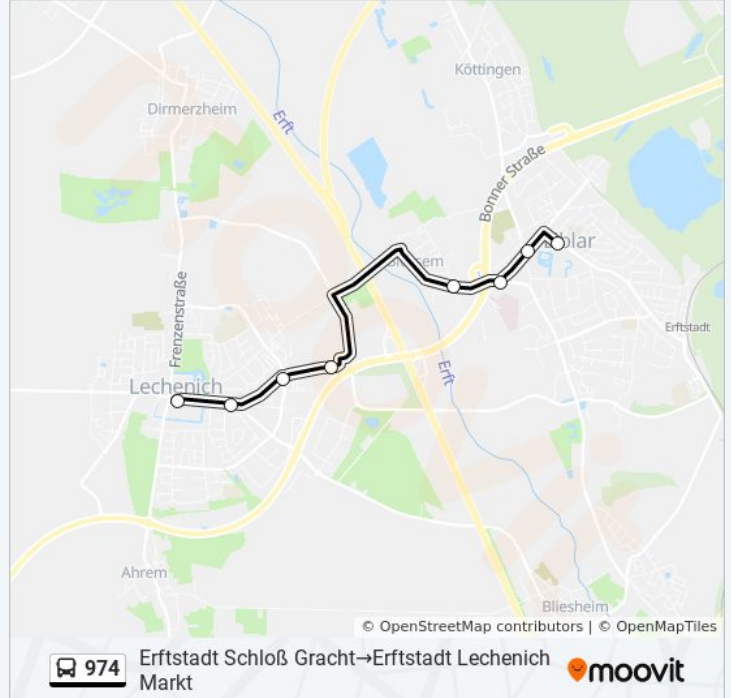 Köttingen
Dirmerzheim
Erft
Bonner Straße
Frenzenstraße
Erftstadt
Lechenich
Erft
Ahrem
Bliesheim
© OpenStreetMap contributors | © OpenMapTiles
974
Erftstadt Schloß Gracht→Erftstadt Lechenich
Markt
moovit